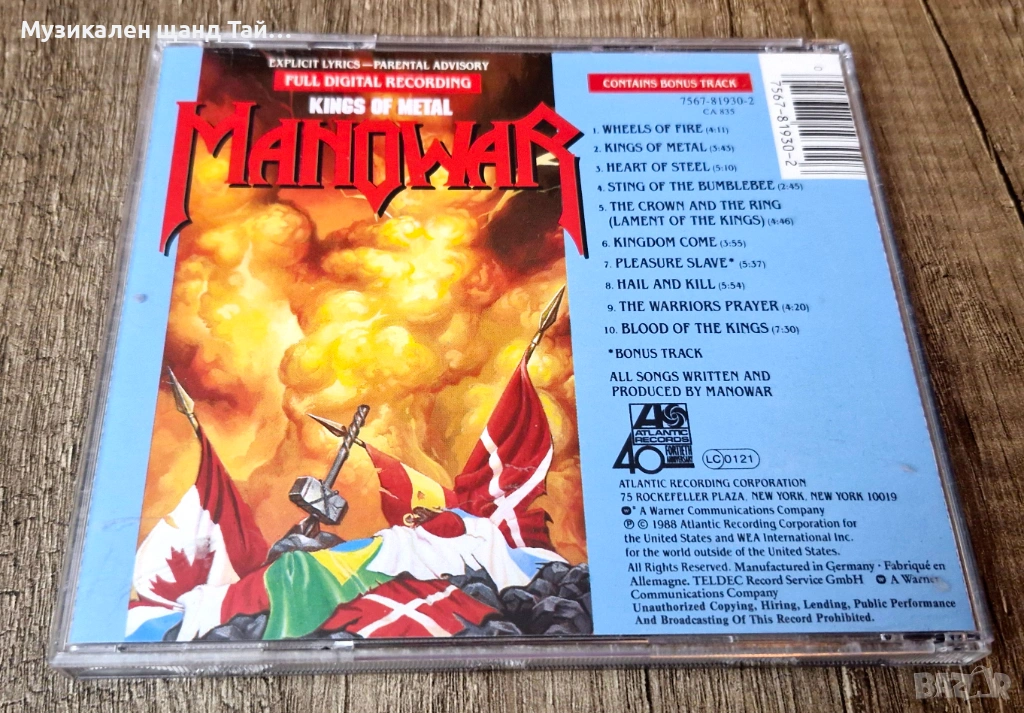 Музикален щанд Тай...
EXPLICIT LYRICS—PARENTAL ADVISORY
FULL DIGITAL RECORDING
KINGS OF METAL
MANOWAR
CONTAINS BONUS TRACK
7567-81930-2
CA 835
1. WHEELS OF FIRE (4:11)
2. KINGS OF METAL (3:43)
3. HEART OF STEEL (5:10)
4. STING OF THE BUMBLEBEE (2:45)
5. THE CROWN AND THE RING
(LAMENT OF THE KINGS) (4:46)
6. KINGDOM COME (3:55)
7. PLEASURE SLAVE* (5:37)
8. HAIL AND KILL (5:54)
9. THE WARRIORS PRAYER (4:20)
10. BLOOD OF THE KINGS (7:30)
*BONUS TRACK
ALL SONGS WRITTEN AND
PRODUCED BY MANOWAR
0
7567-81930-2
ATLANTIC
RECORDS
40 FORTIETH
ANNIVERSARY
LC 0121
ATLANTIC RECORDING CORPORATION
75 ROCKEFELLER PLAZA, NEW YORK, NEW YORK 10019
* A Warner Communications Company
℗ © 1988 Atlantic Recording Corporation for
the United States and WEA International Inc.
for the world outside of the United States.
All Rights Reserved. Manufactured in Germany · Fabriqué en
Allemagne. TELDEC Record Service GmbH A Warner
Communications Company
Unauthorized Copying, Hiring, Lending, Public Performance
And Broadcasting Of This Record Prohibited.
BAZAR